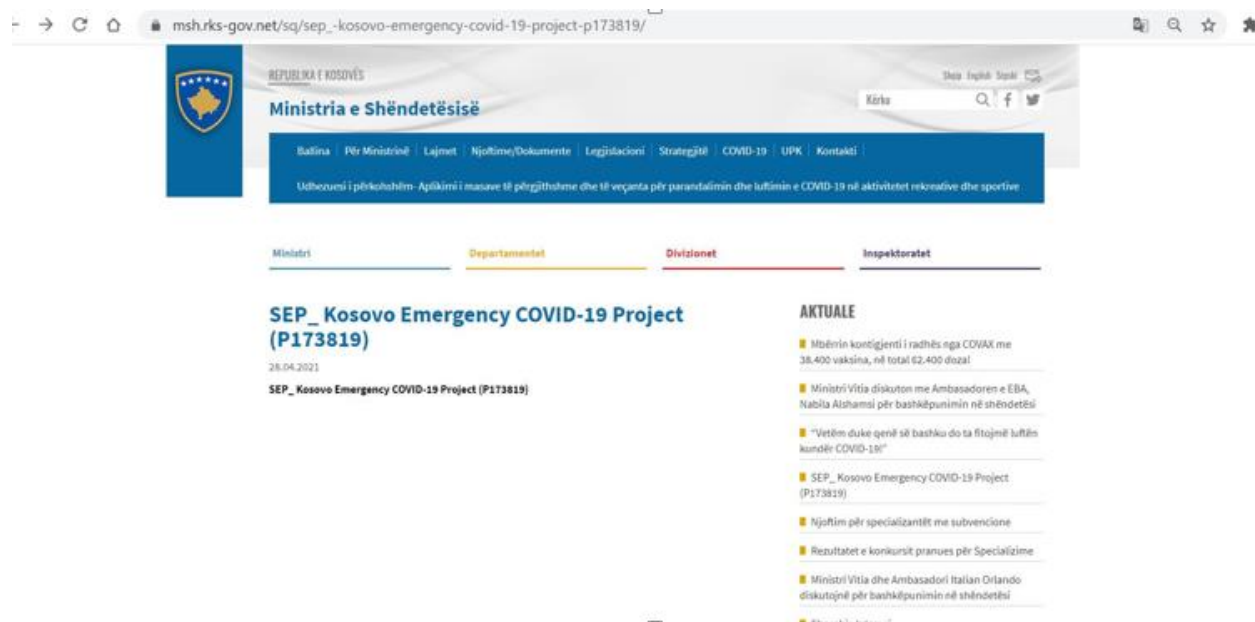 msh.rks-gov.net/sq/sep_-kosovo-emergency-covid-19-project-p173819/
REPUBLIKA E KOSOVËS
Shqip English Srpski
Ministria e Shëndetësisë
Kërko
Ballina Për Ministrinë Lajmet Njoftime/Dokumente Legjislacioni Strategjitë COVID-19 UPK Kontakti
Udhezuesi i përkohshëm- Aplikimi i masave të përgjithshme dhe të veçanta për parandalimin dhe luftimin e COVID-19 në aktivitetet rekreative dhe sportive
Ministri Departamentet Divizionet Inspektoratet
SEP_ Kosovo Emergency COVID-19 Project
(P173819)
28.04.2021
SEP_ Kosovo Emergency COVID-19 Project (P173819)
AKTUALE
Mbërrin kontigjenti i radhës nga COVAX me
38.400 vaksina, në total 62.400 doza!
Ministri Vitia diskuton me Ambasadoren e EBA,
Nabila Alshamsi për bashkëpunimin në shëndetësi
"Vetëm duke qenë së bashku do ta fitojmë luftën
kundër COVID-19!"
SEP_ Kosovo Emergency COVID-19 Project
(P173819)
Njoftim për specializantët me subvencione
Rezultatet e konkursit pranues për Specializime
Ministri Vitia dhe Ambasadori Italian Orlando
diskutojnë për bashkëpunimin në shëndetësi